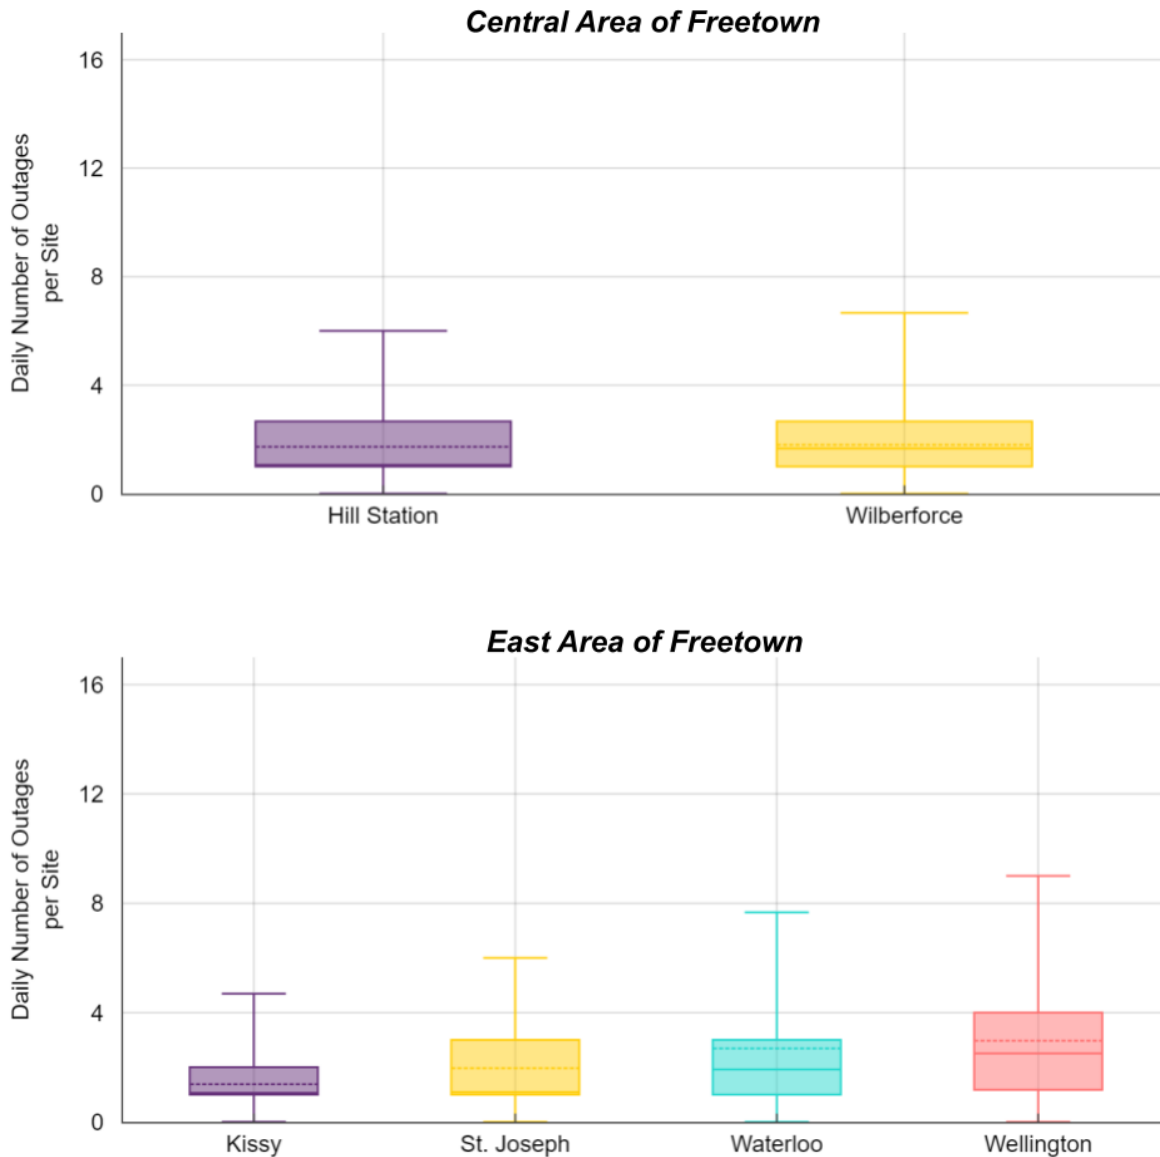 Central Area of Freetown
16
12
8
4
0
Daily Number of Outages
per Site
Hill Station
Wilberforce
East Area of Freetown
16
12
8
4
0
Daily Number of Outages
per Site
Kissy
St. Joseph
Waterloo
Wellington